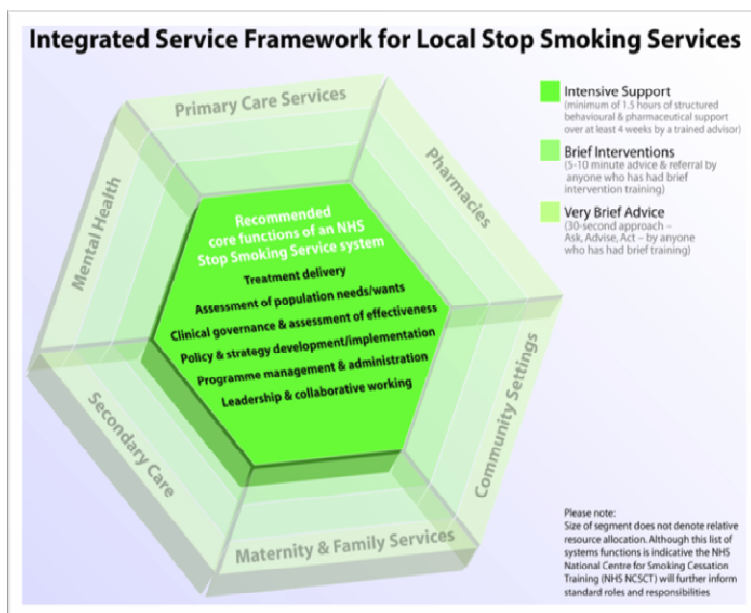 Integrated Service Framework for Local Stop Smoking Services
Primary Care Services
Pharmacies
Community Settings
Maternity & Family Services
Secondary Care
Mental Health
Recommended
core functions of an NHS
Stop Smoking Service system
Treatment delivery
Assessment of population needs/wants
Clinical governance & assessment of effectiveness
Policy & strategy development/implementation
Programme management & administration
Leadership & collaborative working
Intensive Support
(minimum of 1.5 hours of structured
behavioural & pharmaceutical support
over at least 4 weeks by a trained advisor)
Brief Interventions
(5-10 minute advice & referral by
anyone who has had brief
intervention training)
Very Brief Advice
(30-second approach –
Ask, Advise, Act – by anyone
who has had brief training)
Please note:
Size of segment does not denote relative
resource allocation. Although this list of
systems functions is indicative the NHS
National Centre for Smoking Cessation
Training (NHS NCSCT) will further inform
standard roles and responsibilities